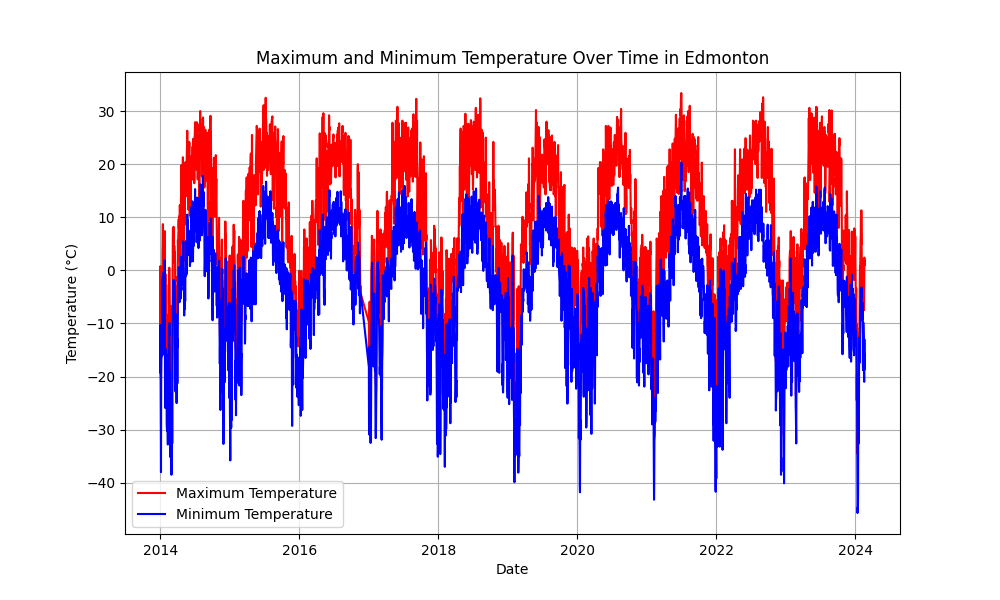 Maximum and Minimum Temperature Over Time in Edmonton
Temperature (°C)
30
20
10
0
−10
−20
−30
−40
Maximum Temperature
Minimum Temperature
2014 2016 2018 2020 2022 2024
Date